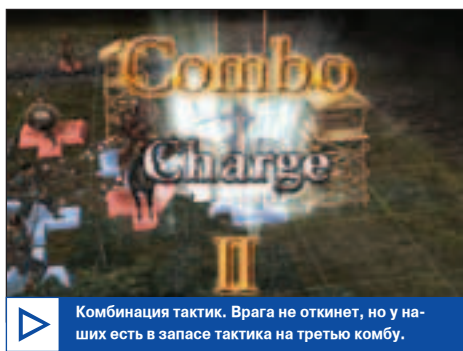 Combo
Charge
II
Комбинация тактик. Врага не откинет, но у на-
ших есть в запасе тактика на третью комбу.